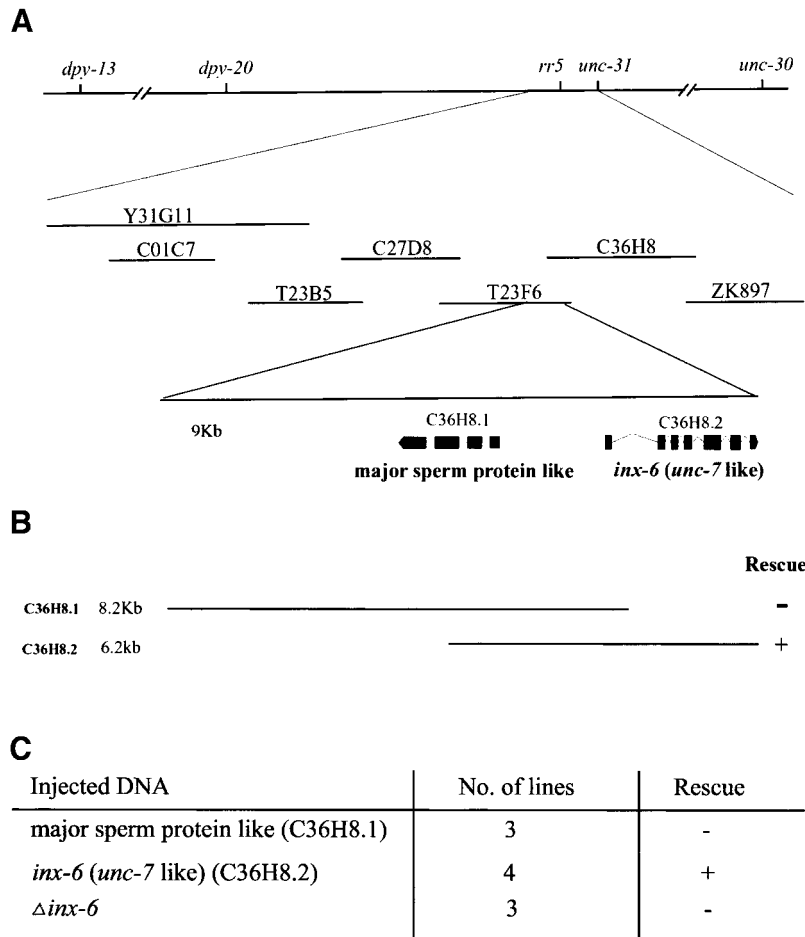 A
dpy-13 dpy-20 rr5 unc-31 unc-30
Y31G11
C01C7 C27D8 C36H8
T23B5 T23F6 ZK897
9Kb
C36H8.1 C36H8.2
major sperm protein like inx-6 (unc-7 like)
B
Rescue
C36H8.1 8.2Kb -
C36H8.2 6.2kb +
C
Injected DNA No. of lines Rescue
major sperm protein like (C36H8.1) 3 -
inx-6 (unc-7 like) (C36H8.2) 4 +
△inx-6 3 -